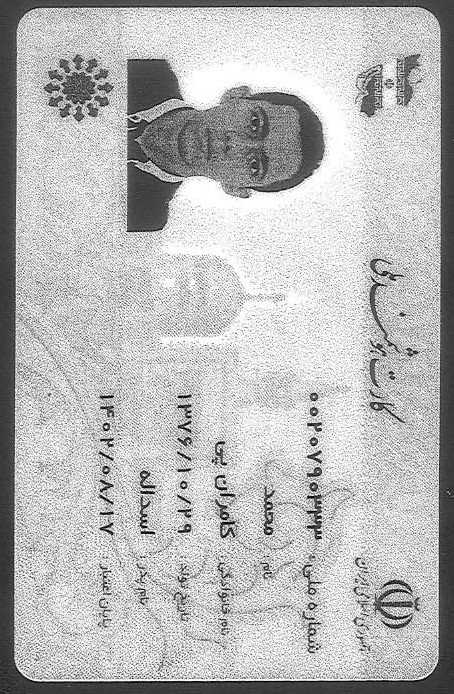 کارت هوشمند ملی
جمهوری اسلامی ایران
شماره ملی: ۰۰۲۰۷۹۰۳۳۳
نام: محمد
نام خانوادگی: کامران پی
تاریخ تولد: ۱۳۷۶/۱۰/۲۹
نام پدر: اسداله
پایان اعتبار: ۱۴۰۲/۰۸/۱۷